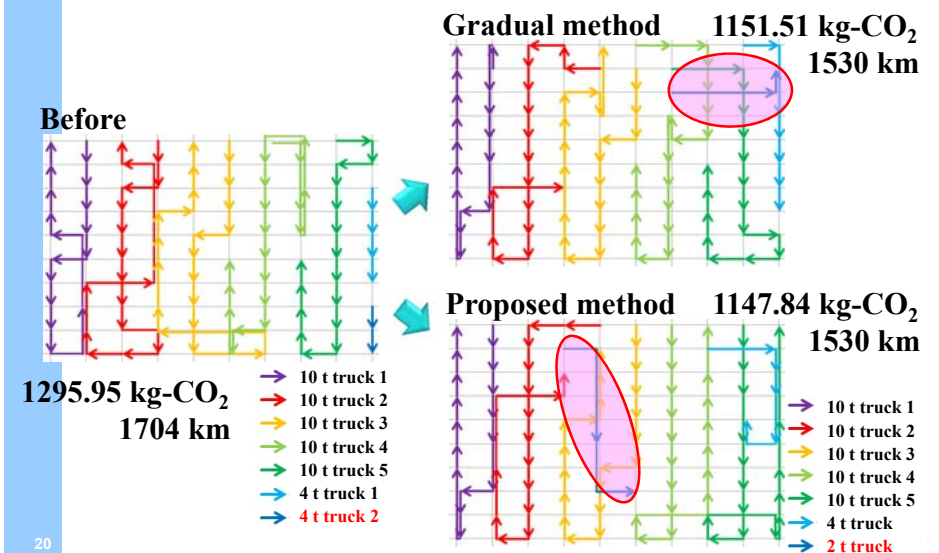 Gradual method
1151.51 kg-CO₂
1530 km
Before
1295.95 kg-CO₂
1704 km
10 t truck 1
10 t truck 2
10 t truck 3
10 t truck 4
10 t truck 5
4 t truck 1
4 t truck 2
Proposed method
1147.84 kg-CO₂
1530 km
10 t truck 1
10 t truck 2
10 t truck 3
10 t truck 4
10 t truck 5
4 t truck
2 t truck
20